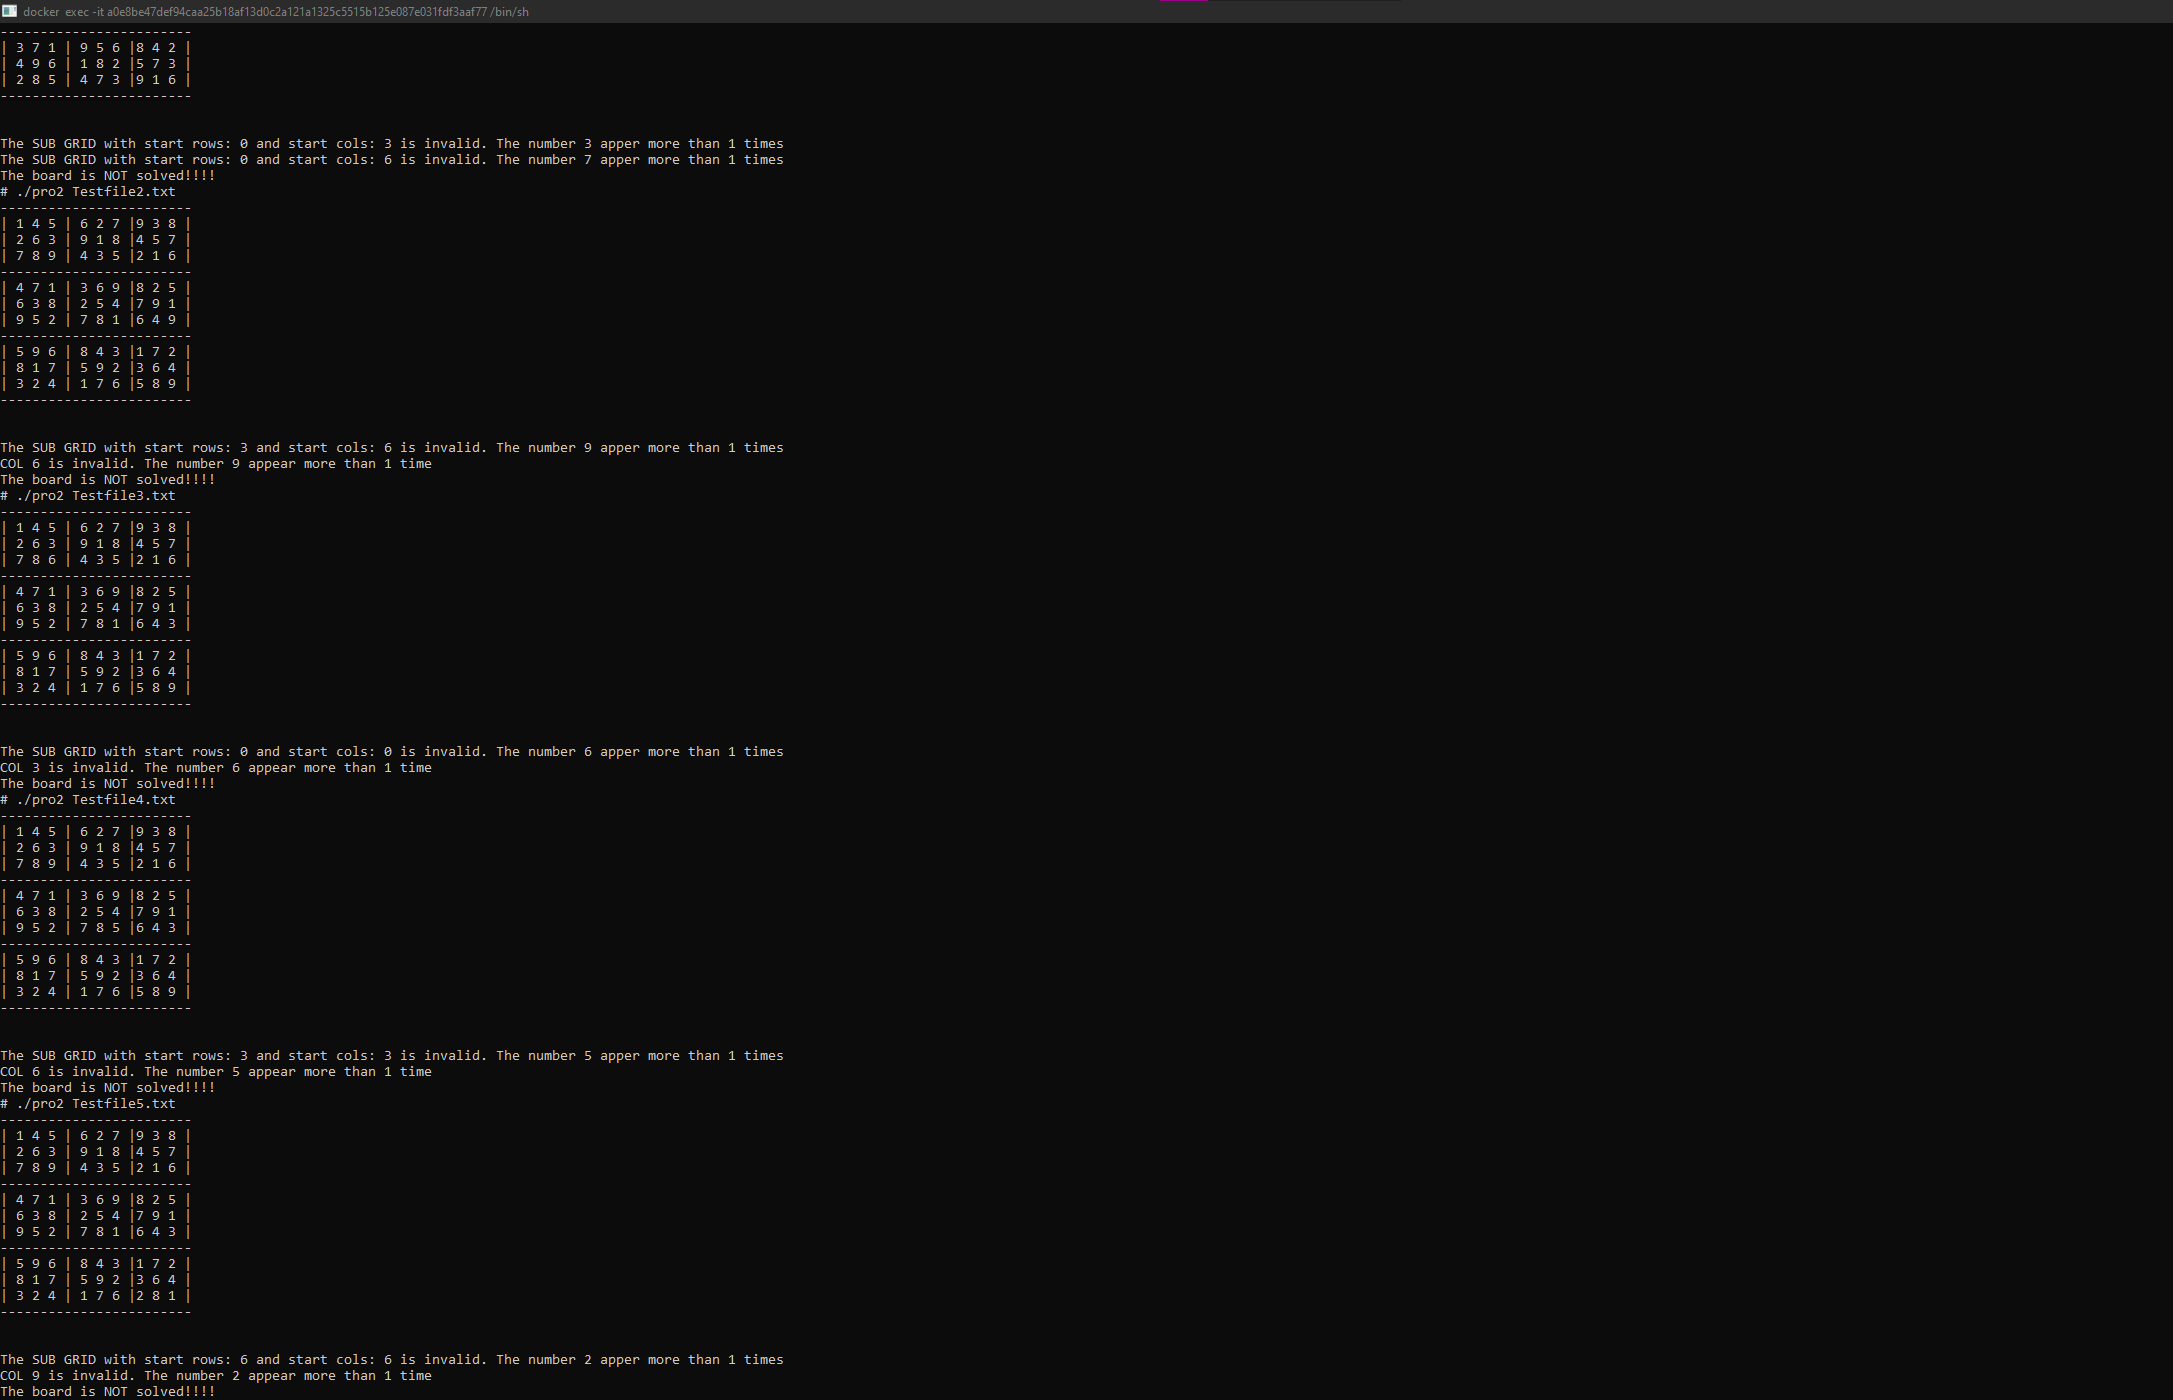 docker exec -it a0e8be47def94caa25b18af13d0c2a121a1325c5515b125e087e031fdf3aaf77 /bin/sh
------------------------
| 3 7 1 | 9 5 6 |8 4 2 |
| 4 9 6 | 1 8 2 |5 7 3 |
| 2 8 5 | 4 7 3 |9 1 6 |
------------------------
The SUB GRID with start rows: 0 and start cols: 3 is invalid. The number 3 apper more than 1 times
The SUB GRID with start rows: 0 and start cols: 6 is invalid. The number 7 apper more than 1 times
The board is NOT solved!!!!
# ./pro2 Testfile2.txt
------------------------
| 1 4 5 | 6 2 7 |9 3 8 |
| 2 6 3 | 9 1 8 |4 5 7 |
| 7 8 9 | 4 3 5 |2 1 6 |
------------------------
| 4 7 1 | 3 6 9 |8 2 5 |
| 6 3 8 | 2 5 4 |7 9 1 |
| 9 5 2 | 7 8 1 |6 4 9 |
------------------------
| 5 9 6 | 8 4 3 |1 7 2 |
| 8 1 7 | 5 9 2 |3 6 4 |
| 3 2 4 | 1 7 6 |5 8 9 |
------------------------
The SUB GRID with start rows: 3 and start cols: 6 is invalid. The number 9 apper more than 1 times
COL 6 is invalid. The number 9 appear more than 1 time
The board is NOT solved!!!!
# ./pro2 Testfile3.txt
------------------------
| 1 4 5 | 6 2 7 |9 3 8 |
| 2 6 3 | 9 1 8 |4 5 7 |
| 7 8 6 | 4 3 5 |2 1 6 |
------------------------
| 4 7 1 | 3 6 9 |8 2 5 |
| 6 3 8 | 2 5 4 |7 9 1 |
| 9 5 2 | 7 8 1 |6 4 3 |
------------------------
| 5 9 6 | 8 4 3 |1 7 2 |
| 8 1 7 | 5 9 2 |3 6 4 |
| 3 2 4 | 1 7 6 |5 8 9 |
------------------------
The SUB GRID with start rows: 0 and start cols: 0 is invalid. The number 6 apper more than 1 times
COL 3 is invalid. The number 6 appear more than 1 time
The board is NOT solved!!!!
# ./pro2 Testfile4.txt
------------------------
| 1 4 5 | 6 2 7 |9 3 8 |
| 2 6 3 | 9 1 8 |4 5 7 |
| 7 8 9 | 4 3 5 |2 1 6 |
------------------------
| 4 7 1 | 3 6 9 |8 2 5 |
| 6 3 8 | 2 5 4 |7 9 1 |
| 9 5 2 | 7 8 5 |6 4 3 |
------------------------
| 5 9 6 | 8 4 3 |1 7 2 |
| 8 1 7 | 5 9 2 |3 6 4 |
| 3 2 4 | 1 7 6 |5 8 9 |
------------------------
The SUB GRID with start rows: 3 and start cols: 3 is invalid. The number 5 apper more than 1 times
COL 6 is invalid. The number 5 appear more than 1 time
The board is NOT solved!!!!
# ./pro2 Testfile5.txt
------------------------
| 1 4 5 | 6 2 7 |9 3 8 |
| 2 6 3 | 9 1 8 |4 5 7 |
| 7 8 9 | 4 3 5 |2 1 6 |
------------------------
| 4 7 1 | 3 6 9 |8 2 5 |
| 6 3 8 | 2 5 4 |7 9 1 |
| 9 5 2 | 7 8 1 |6 4 3 |
------------------------
| 5 9 6 | 8 4 3 |1 7 2 |
| 8 1 7 | 5 9 2 |3 6 4 |
| 3 2 4 | 1 7 6 |2 8 1 |
------------------------
The SUB GRID with start rows: 6 and start cols: 6 is invalid. The number 2 apper more than 1 times
COL 9 is invalid. The number 2 appear more than 1 time
The board is NOT solved!!!!